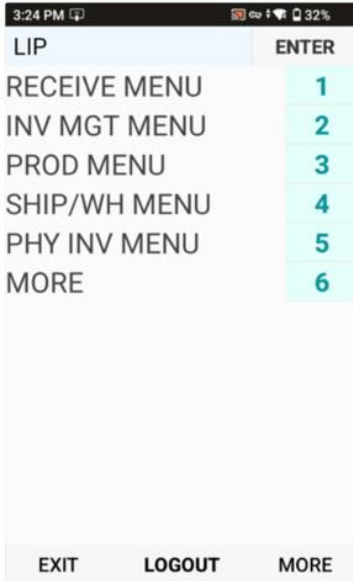 3:24 PM 32%
LIP ENTER
RECEIVE MENU 1
INV MGT MENU 2
PROD MENU 3
SHIP/WH MENU 4
PHY INV MENU 5
MORE 6
EXIT LOGOUT MORE